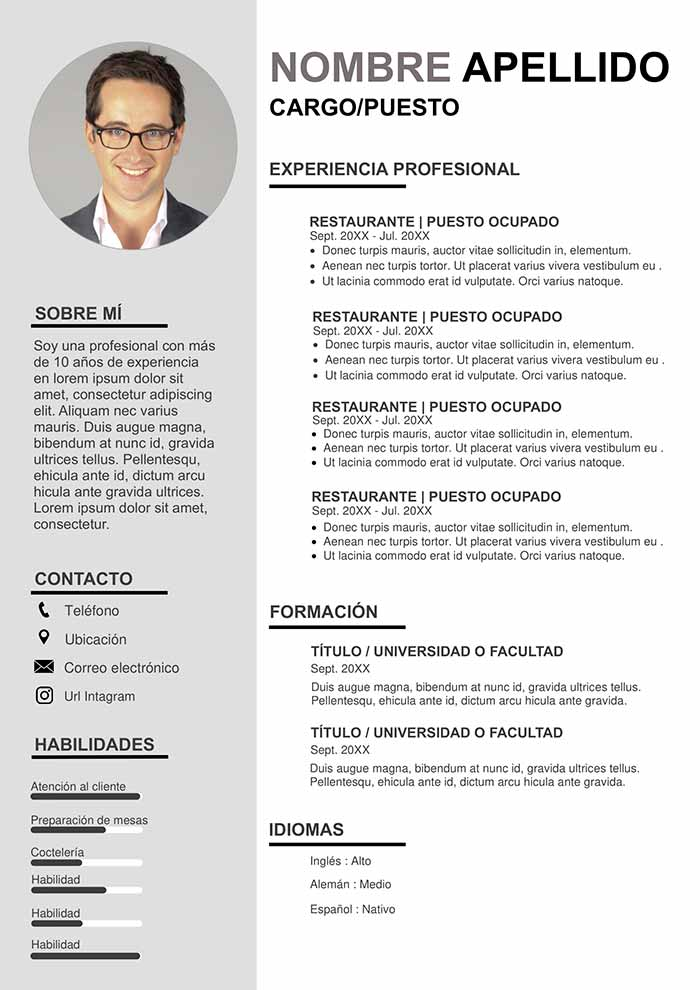 NOMBRE APELLIDO
CARGO/PUESTO
SOBRE MÍ
Soy una profesional con más
de 10 años de experiencia
en lorem ipsum dolor sit
amet, consectetur adipiscing
elit. Aliquam nec varius
mauris. Duis augue magna,
bibendum at nunc id, gravida
ultrices tellus. Pellentesqu,
ehicula ante id, dictum arcu
hicula ante gravida ultrices.
Lorem ipsum dolor sit amet,
consectetur.
CONTACTO
Teléfono
Ubicación
Correo electrónico
Url Intagram
HABILIDADES
Atención al cliente
Preparación de mesas
Coctelería
Habilidad
Habilidad
Habilidad
EXPERIENCIA PROFESIONAL
RESTAURANTE | PUESTO OCUPADO
Sept. 20XX - Jul. 20XX
• Donec turpis mauris, auctor vitae sollicitudin in, elementum.
• Aenean nec turpis tortor. Ut placerat varius vivera vestibulum eu .
• Ut lacinia commodo erat id vulputate. Orci varius natoque.
RESTAURANTE | PUESTO OCUPADO
Sept. 20XX - Jul. 20XX
• Donec turpis mauris, auctor vitae sollicitudin in, elementum.
• Aenean nec turpis tortor. Ut placerat varius vivera vestibulum eu .
• Ut lacinia commodo erat id vulputate. Orci varius natoque.
RESTAURANTE | PUESTO OCUPADO
Sept. 20XX - Jul. 20XX
• Donec turpis mauris, auctor vitae sollicitudin in, elementum.
• Aenean nec turpis tortor. Ut placerat varius vivera vestibulum eu .
• Ut lacinia commodo erat id vulputate. Orci varius natoque.
RESTAURANTE | PUESTO OCUPADO
Sept. 20XX - Jul. 20XX
• Donec turpis mauris, auctor vitae sollicitudin in, elementum.
• Aenean nec turpis tortor. Ut placerat varius vivera vestibulum eu .
• Ut lacinia commodo erat id vulputate. Orci varius natoque.
FORMACIÓN
TÍTULO / UNIVERSIDAD O FACULTAD
Sept. 20XX
Duis augue magna, bibendum at nunc id, gravida ultrices tellus.
Pellentesqu, ehicula ante id, dictum arcu hicula ante gravida.
TÍTULO / UNIVERSIDAD O FACULTAD
Sept. 20XX
Duis augue magna, bibendum at nunc id, gravida ultrices tellus.
Pellentesqu, ehicula ante id, dictum arcu hicula ante gravida.
IDIOMAS
Inglés : Alto
Alemán : Medio
Español : Nativo